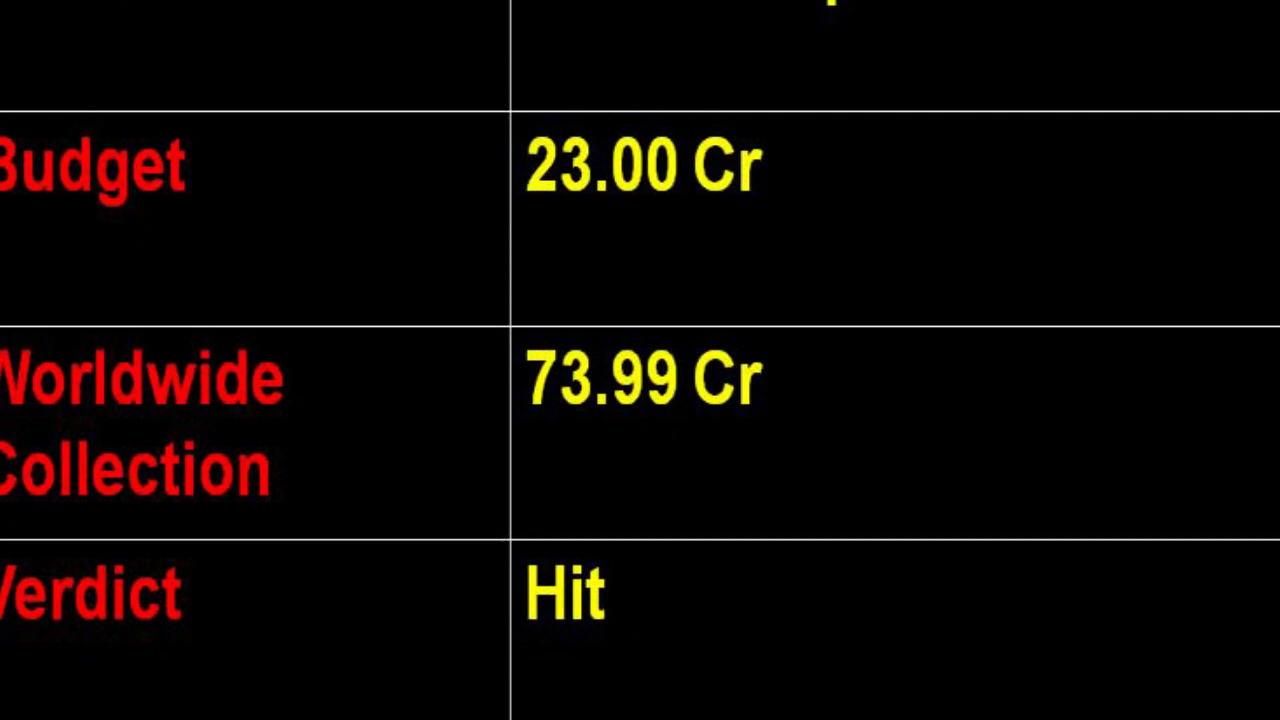 Budget
23.00 Cr
Worldwide
Collection
73.99 Cr
Verdict
Hit